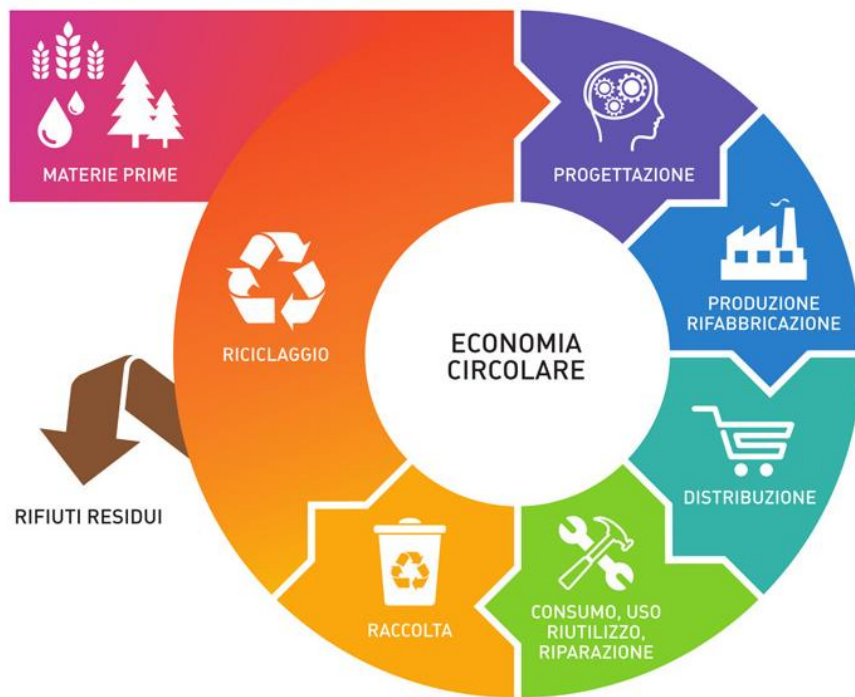 MATERIE PRIME
PROGETTAZIONE
PRODUZIONE
RIFABBRICAZIONE
ECONOMIA
CIRCOLARE
RICICLAGGIO
DISTRIBUZIONE
RIFIUTI RESIDUI
RACCOLTA
CONSUMO, USO
RIUTILIZZO,
RIPARAZIONE